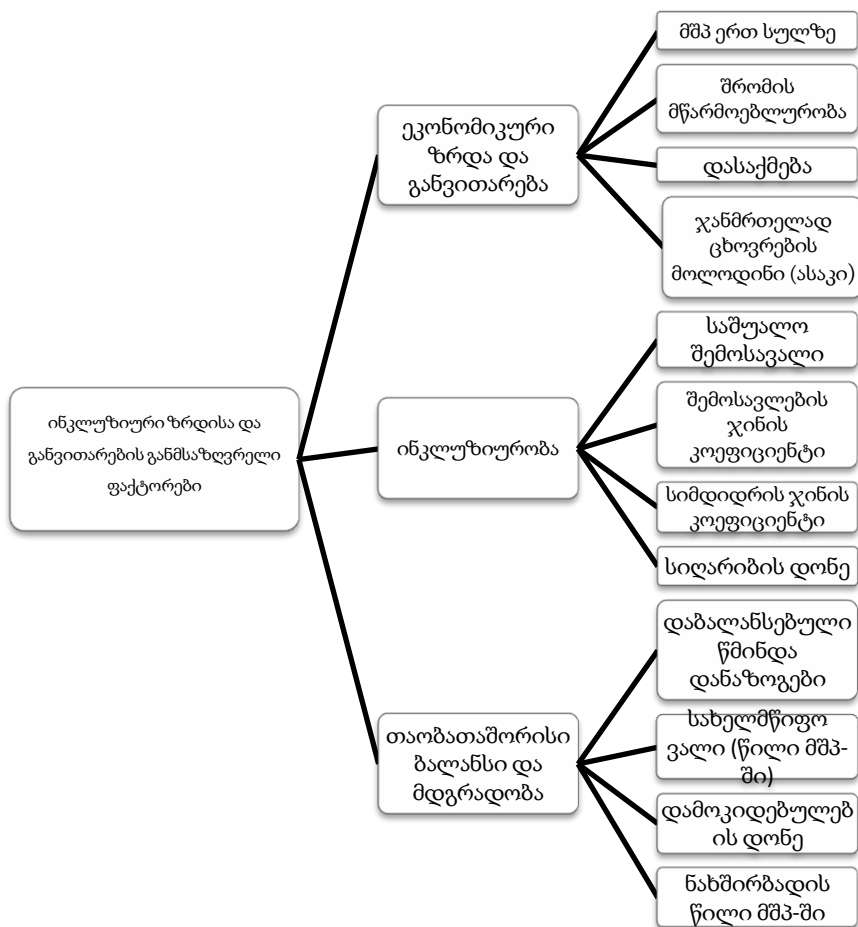 ინკლუზიური ზრდისა და
განვითარების განმსაზღვრელი
ფაქტორები
ეკონომიკური
ზრდა და
განვითარება
მშპ ერთ სულზე
შრომის
მწარმოებლურობა
დასაქმება
ჯანმრთელად
ცხოვრების
მოლოდინი (ასაკი)
ინკლუზიურობა
საშუალო
შემოსავალი
შემოსავლების
ჯინის
კოეფიციენტი
სიმდიდრის ჯინის
კოეფიციენტი
სიღარიბის დონე
თაობათაშორისი
ბალანსი და
მდგრადობა
დაბალანსებული
წმინდა
დანაზოგები
სახელმწიფო
ვალი (წილი მშპ-
ში)
დამოკიდებულებ
ის დონე
ნახშირბადის
წილი მშპ-ში